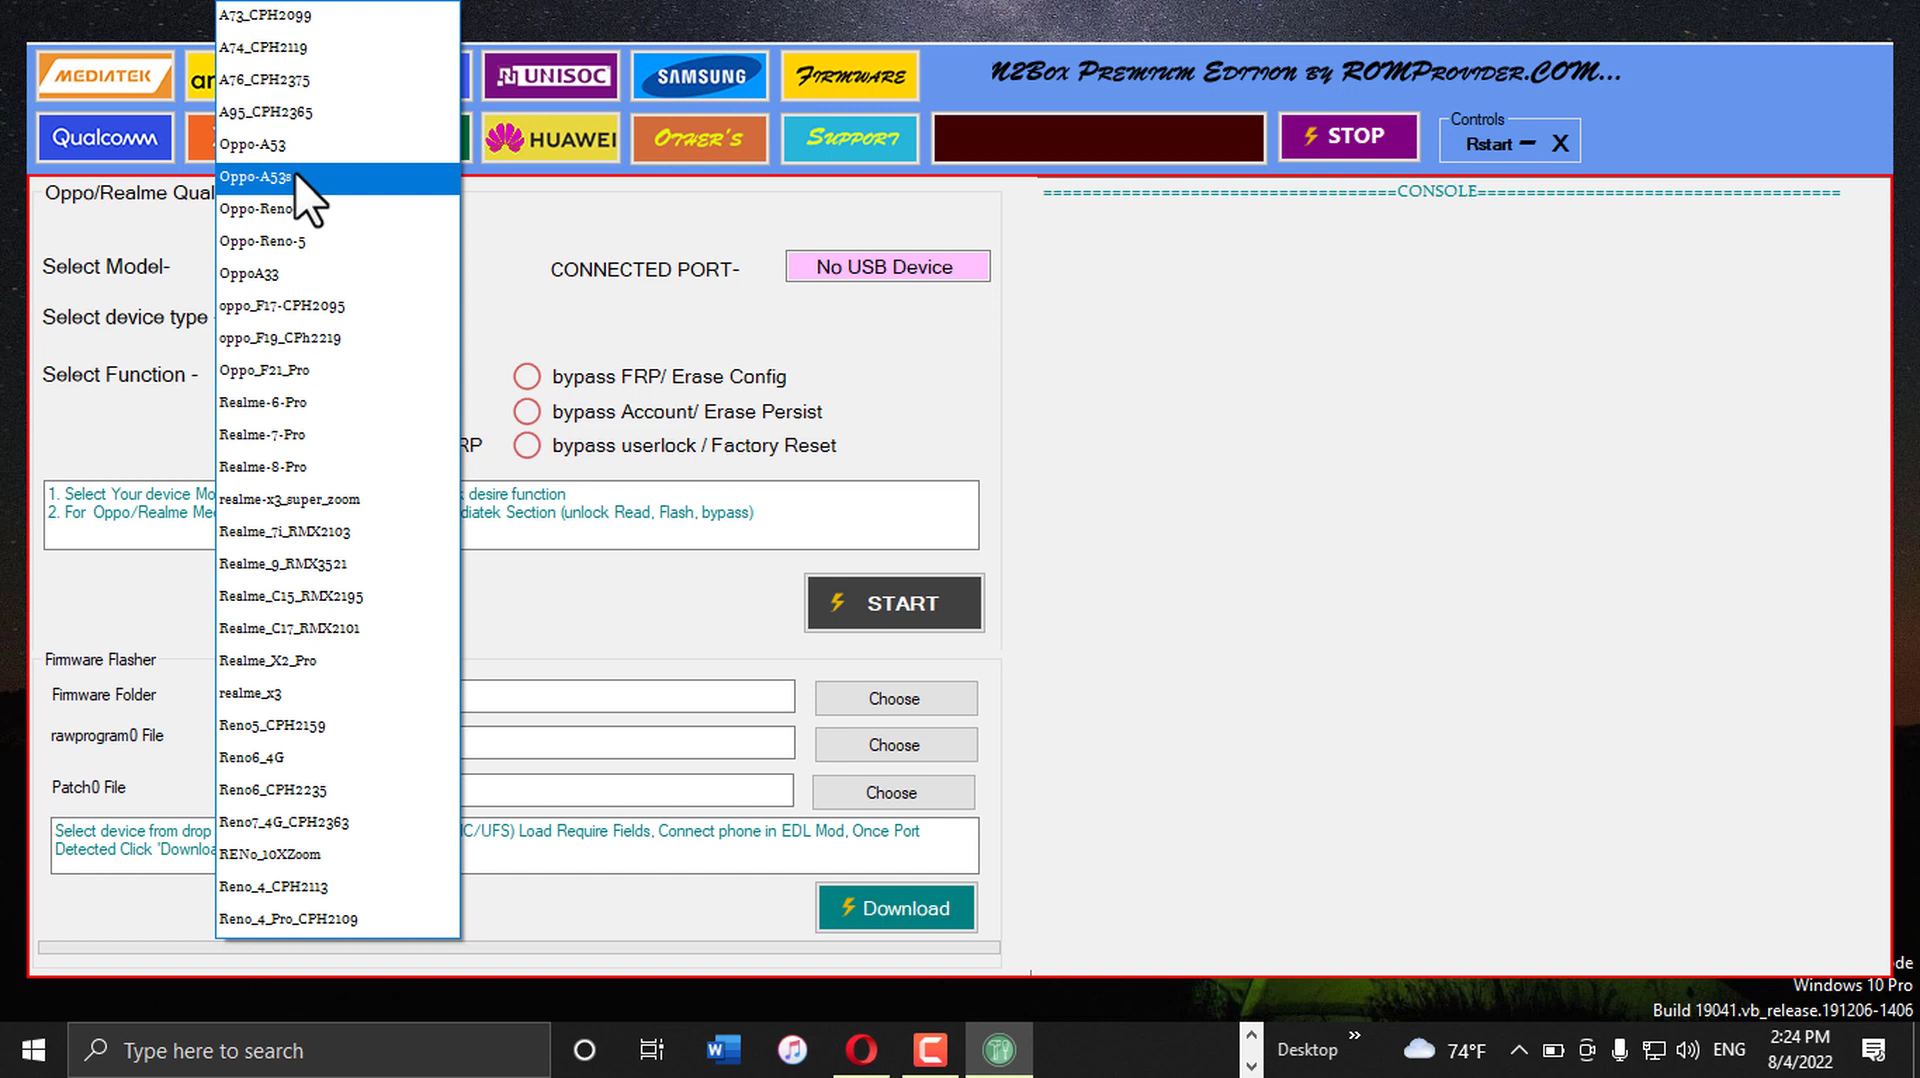 A73_CPH2099
A74_CPH2119
A76_CPH2375
A95_CPH2365
Oppo-A53
Oppo-A53s
Oppo-Reno
Oppo-Reno-5
OppoA33
oppo_F17-CPH2095
oppo_F19_CPh2219
Oppo_F21_Pro
Realme-6-Pro
Realme-7-Pro
Realme-8-Pro
realme-x3_super_zoom
Realme_7i_RMX2103
Realme_9_RMX3521
Realme_C15_RMX2195
Realme_C17_RMX2101
Realme_X2_Pro
realme_x3
Reno5_CPH2159
Reno6_4G
Reno6_CPH2235
Reno7_4G_CPH2363
RENo_10XZoom
Reno_4_CPH2113
Reno_4_Pro_CPH2109
MEDIATEK
UNISOC
SAMSUNG
FIRMWARE
N2Box Premium Edition by ROMProvider.COM...
Qualcomm
HUAWEI
OTHER'S
SUPPORT
STOP
Controls
Rstart
X
Oppo/Realme Qual
Select Model-
CONNECTED PORT-
No USB Device
Select device type
Select Function -
bypass FRP/ Erase Config
bypass Account/ Erase Persist
RP
bypass userlock / Factory Reset
1. Select Your device Mo
desire function
2. For Oppo/Realme Me
diatek Section (unlock Read, Flash, bypass)
START
Firmware Flasher
Firmware Folder
Choose
rawprogram0 File
Choose
Patch0 File
Choose
Select device from drop
C/UFS) Load Require Fields, Connect phone in EDL Mod, Once Port
Detected Click 'Downloa
Download
====================================CONSOLE=====================================
ode
Windows 10 Pro
Build 19041.vb_release.191206-1406
Type here to search
Desktop
74°F
ENG
2:24 PM
8/4/2022